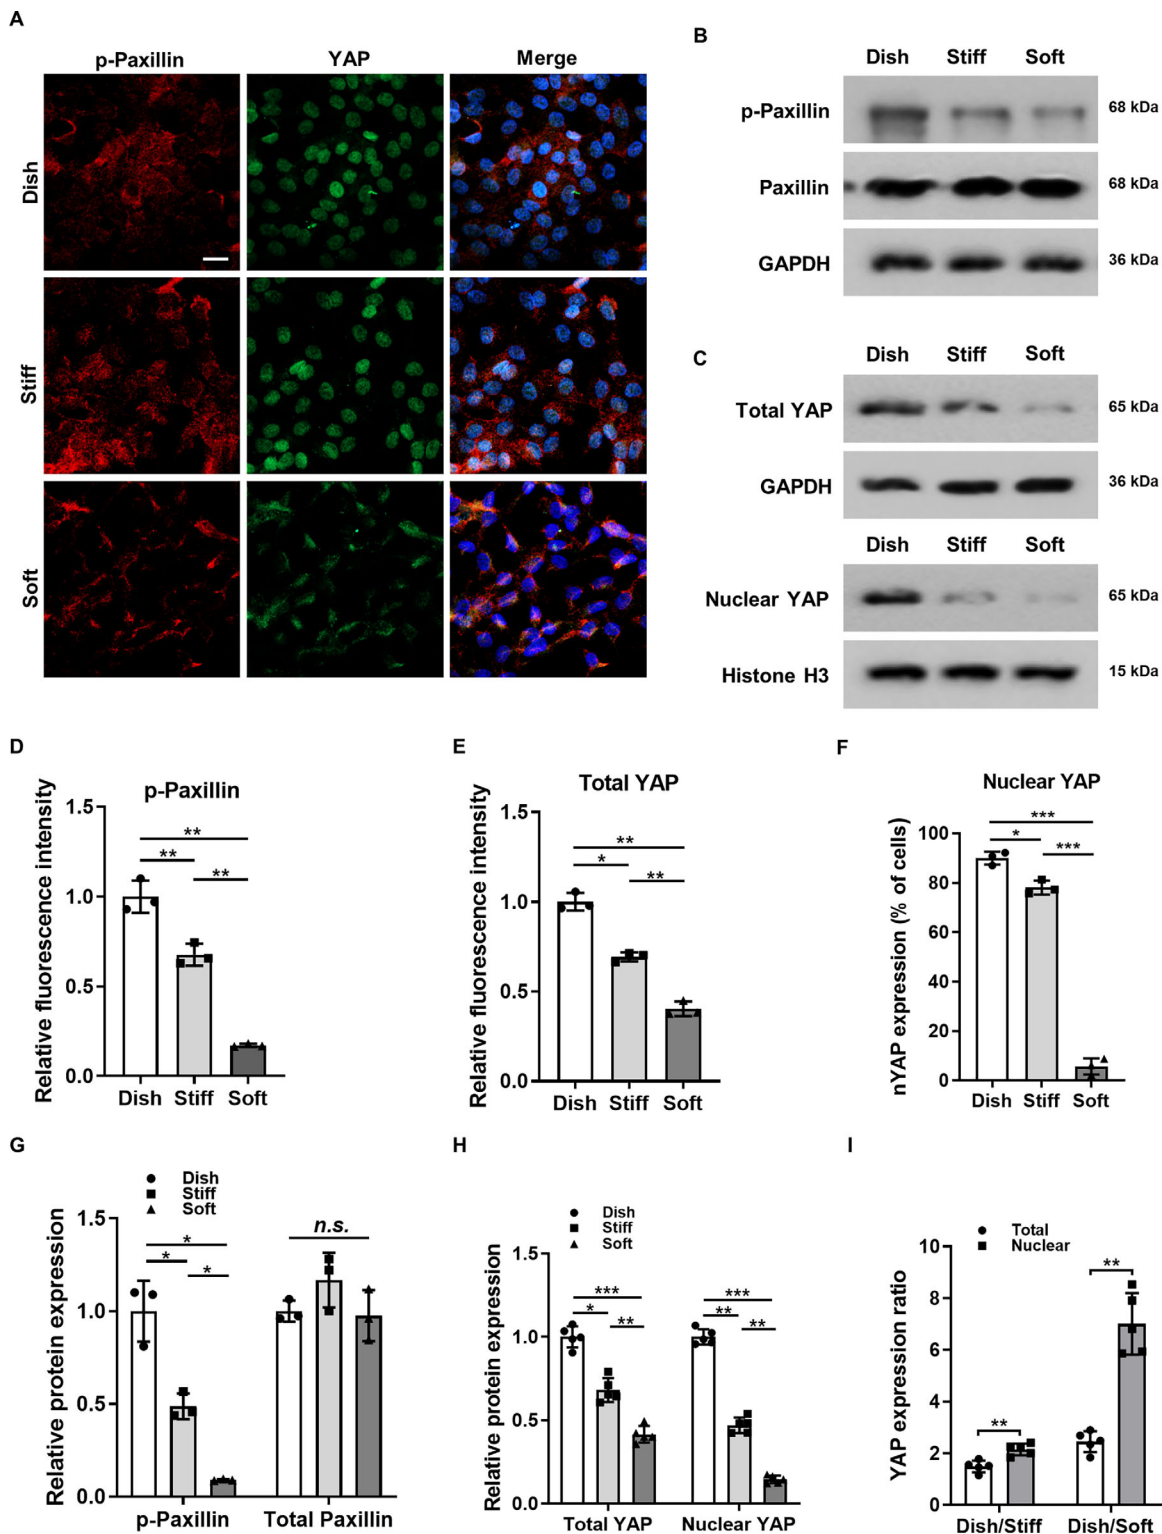 A
p-Paxillin YAP Merge
Dish
Stiff
Soft
B
Dish Stiff Soft
p-Paxillin 68 kDa
Paxillin 68 kDa
GAPDH 36 kDa
C
Dish Stiff Soft
Total YAP 65 kDa
GAPDH 36 kDa
Dish Stiff Soft
Nuclear YAP 65 kDa
Histone H3 15 kDa
D
p-Paxillin
Relative fluorescence intensity
1.5
1.0
0.5
0.0
**
**
**
Dish Stiff Soft
E
Total YAP
Relative fluorescence intensity
1.5
1.0
0.5
0.0
**
*
**
Dish Stiff Soft
F
Nuclear YAP
nYAP expression (% of cells)
100
80
60
40
20
0
***
*
***
Dish Stiff Soft
G
Dish
Stiff
Soft
Relative protein expression
1.5
1.0
0.5
0.0
*
*
*
n.s.
p-Paxillin Total Paxillin
H
Dish
Stiff
Soft
Relative protein expression
1.5
1.0
0.5
0.0
***
*
**
***
**
**
Total YAP Nuclear YAP
I
Total
Nuclear
YAP expression ratio
10
8
6
4
2
0
**
**
Dish/Stiff Dish/Soft